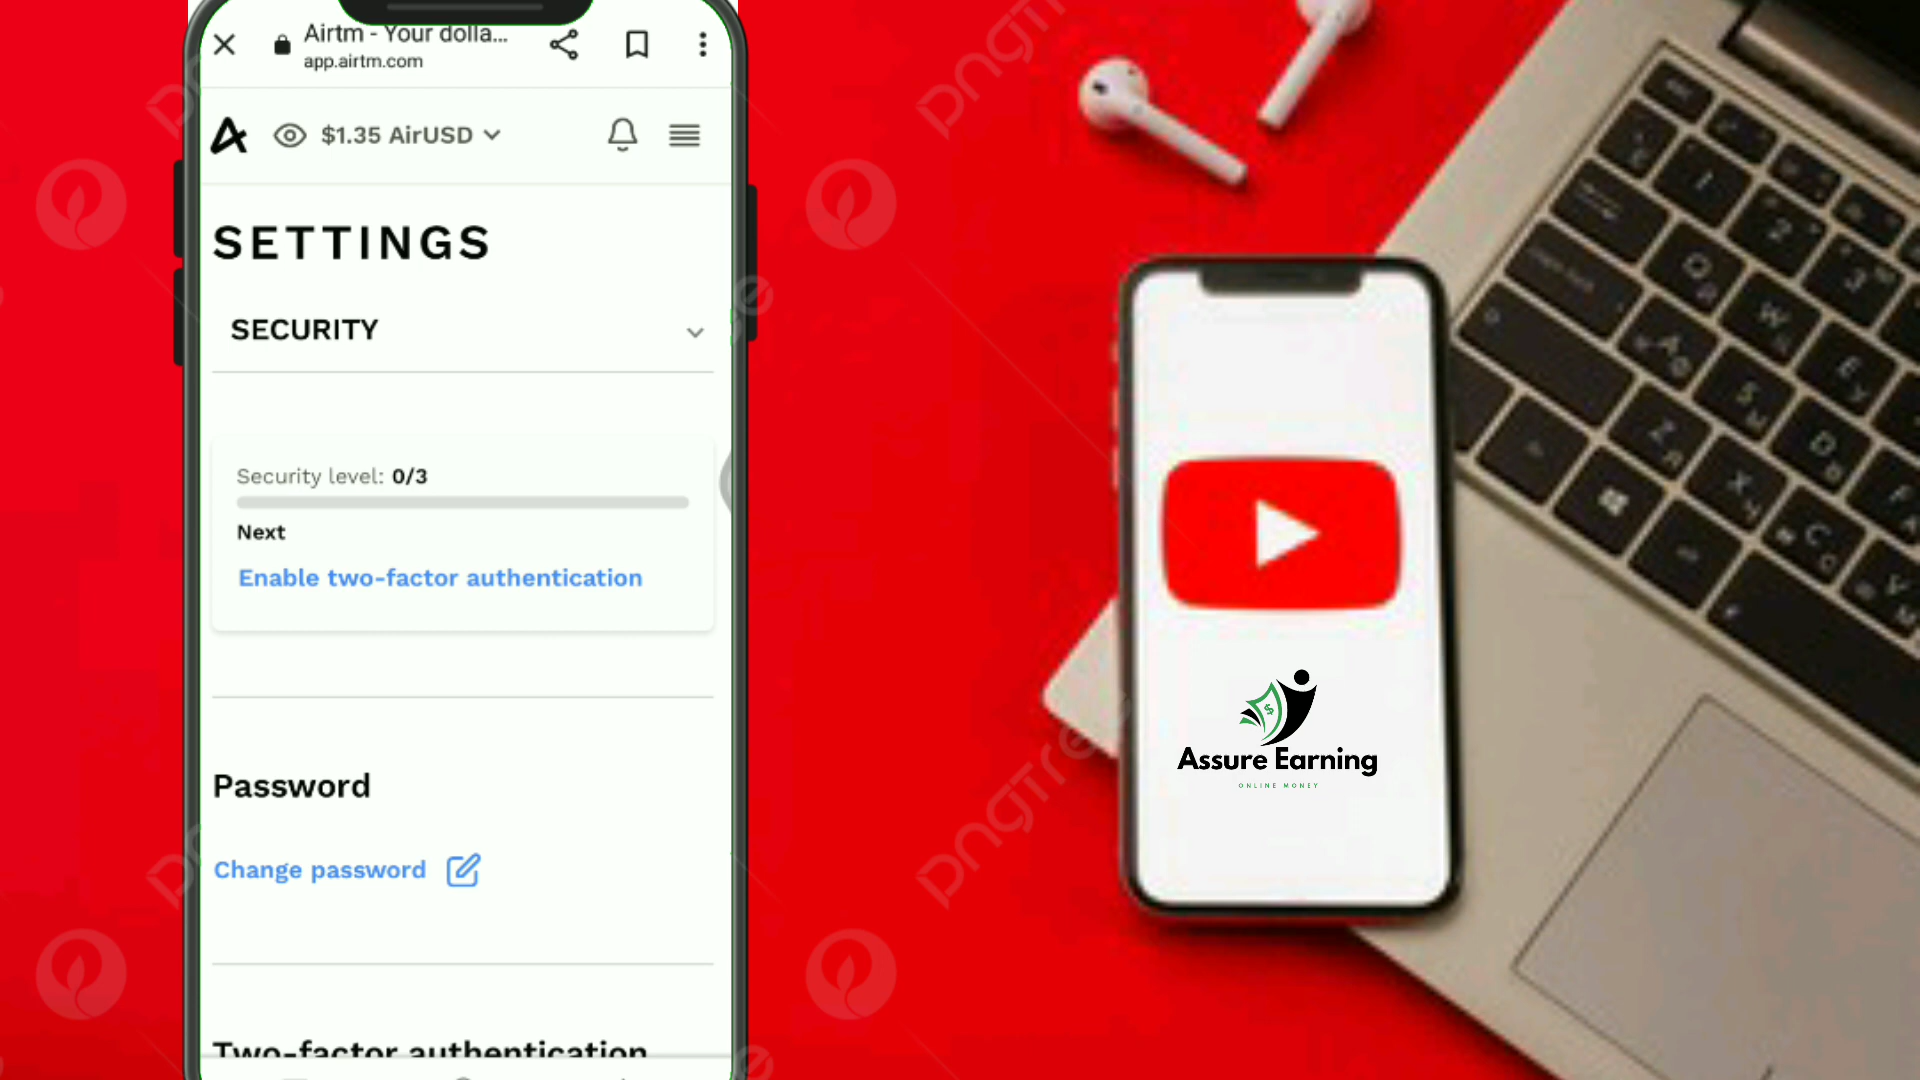 Airtm - Your dolla...
app.airtm.com
$1.35 AirUSD
SETTINGS
SECURITY
Security level: 0/3
Next
Enable two-factor authentication
Password
Change password
Two-factor authentication
Assure Earning
ONLINE MONEY
pngtree